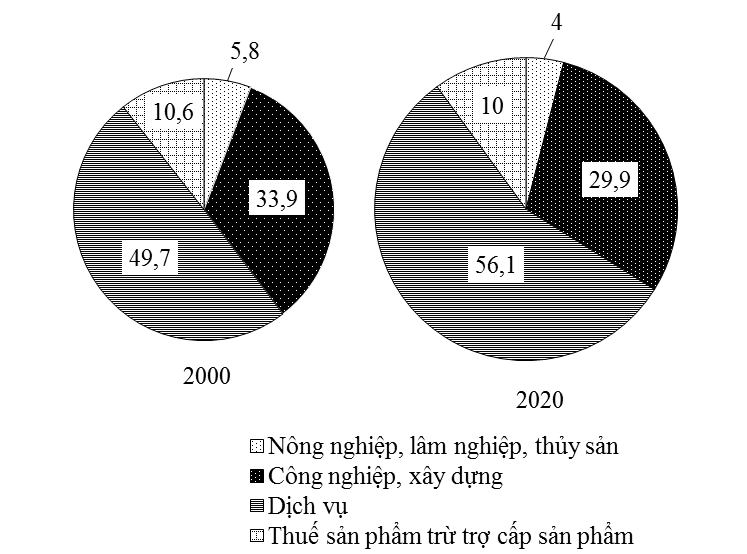 5,8
10,6
33,9
49,7
2000
4
10
29,9
56,1
2020
Nông nghiệp, lâm nghiệp, thủy sản
Công nghiệp, xây dựng
Dịch vụ
Thuế sản phẩm trừ trợ cấp sản phẩm